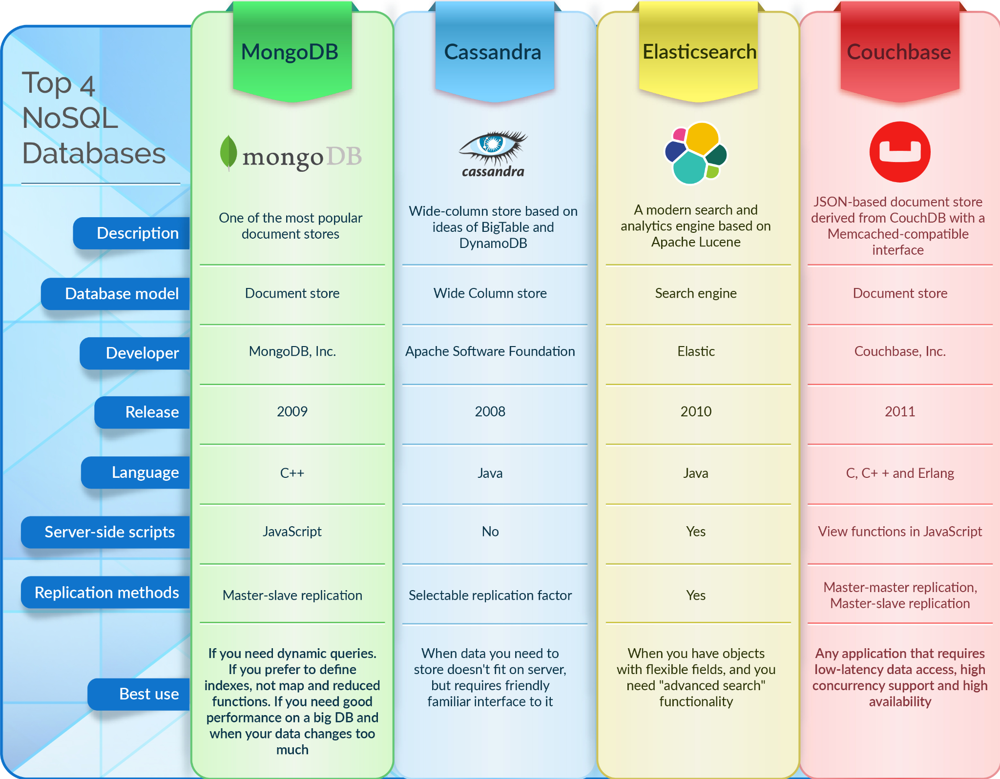 Top 4
NoSQL
Databases
MongoDB
Cassandra
Elasticsearch
Couchbase
mongoDB
cassandra
Description
One of the most popular
document stores
Wide-column store based on
ideas of BigTable and
DynamoDB
A modern search and
analytics engine based on
Apache Lucene
JSON-based document store
derived from CouchDB with a
Memcached-compatible
interface
Database model
Document store
Wide Column store
Search engine
Document store
Developer
MongoDB, Inc.
Apache Software Foundation
Elastic
Couchbase, Inc.
Release
2009
2008
2010
2011
Language
C++
Java
Java
C, C+ + and Erlang
Server-side scripts
JavaScript
No
Yes
View functions in JavaScript
Replication methods
Master-slave replication
Selectable replication factor
Yes
Master-master replication,
Master-slave replication
Best use
If you need dynamic queries.
If you prefer to define
indexes, not map and reduced
functions. If you need good
performance on a big DB and
when your data changes too
much
When data you need to
store doesn't fit on server,
but requires friendly
familiar interface to it
When you have objects
with flexible fields, and you
need "advanced search"
functionality
Any application that requires
low-latency data access, high
concurrency support and high
availability